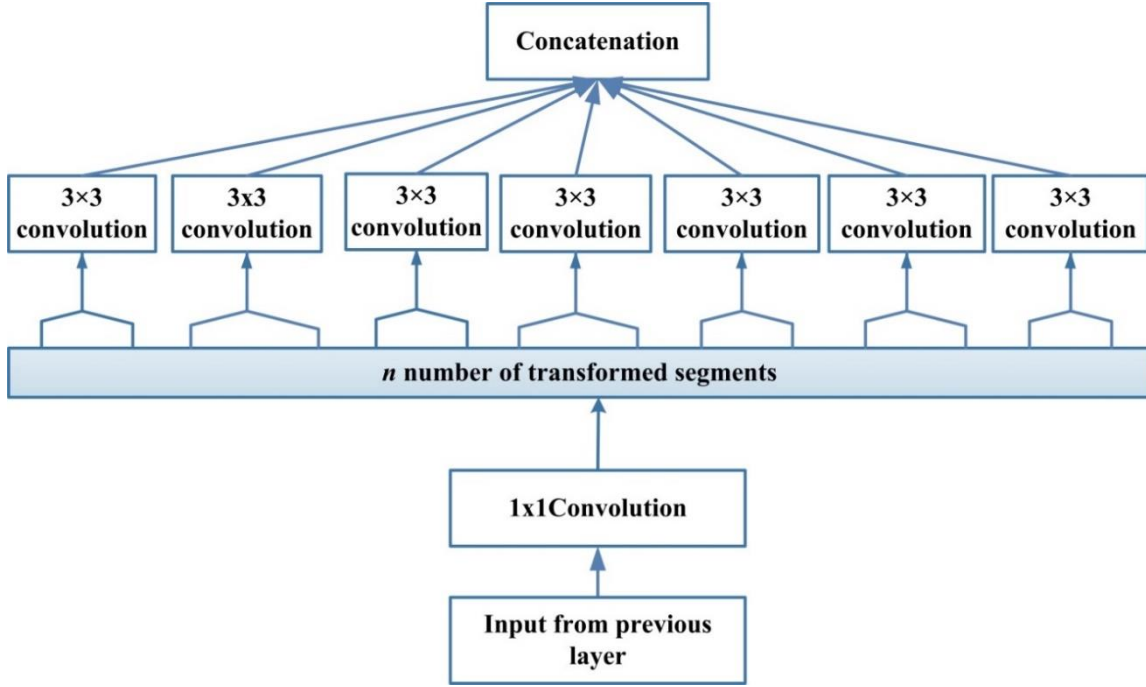 Concatenation
3×3
convolution
3x3
convolution
3×3
convolution
3×3
convolution
3×3
convolution
3×3
convolution
3×3
convolution
n number of transformed segments
1x1Convolution
Input from previous
layer